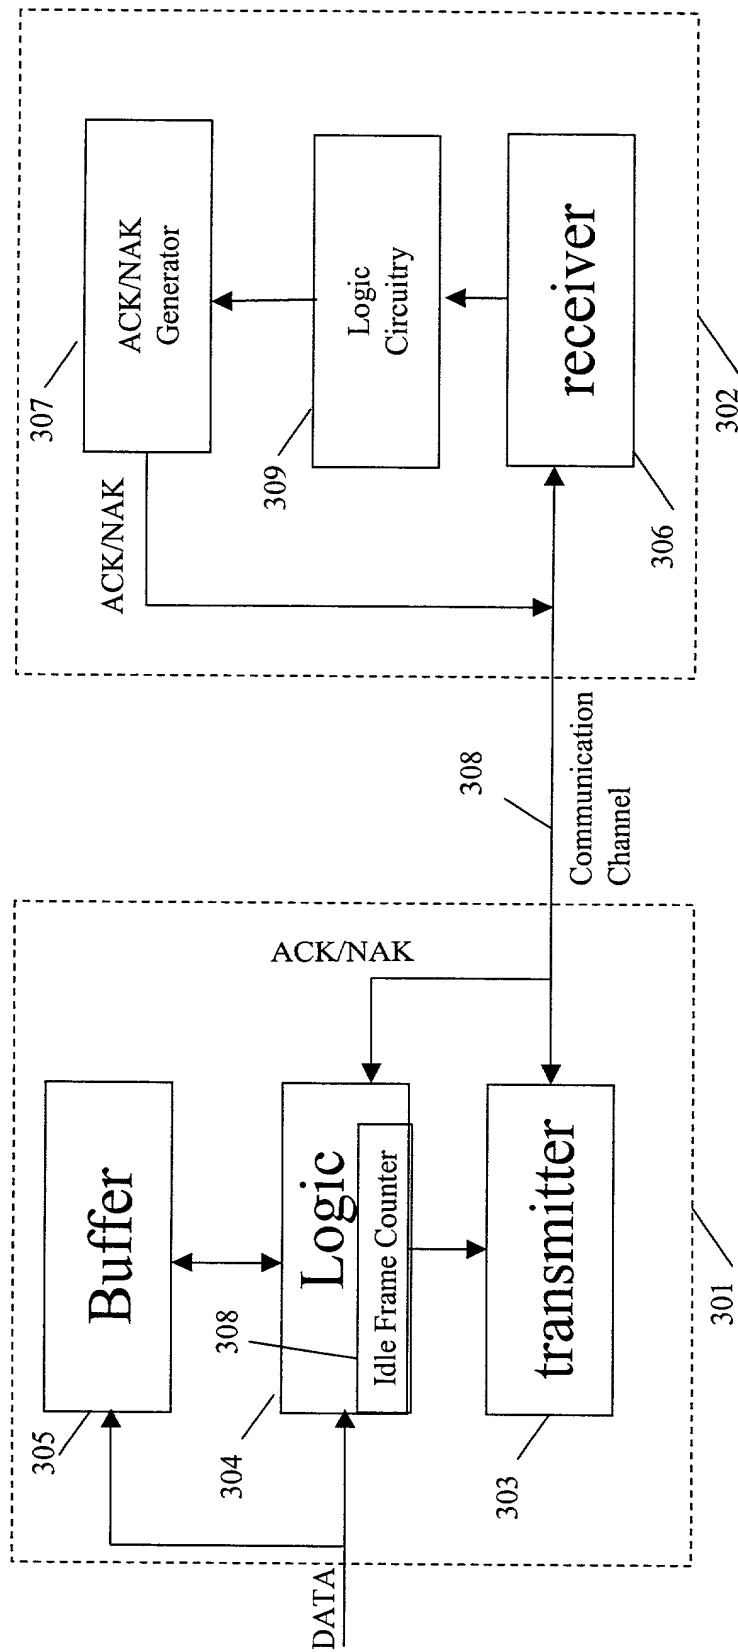 DATA
305
Buffer
304
Logic
308
Idle Frame Counter
303
transmitter
301
ACK/NAK
308
Communication
Channel
ACK/NAK
307
ACK/NAK
Generator
309
Logic
Circuitry
306
receiver
302